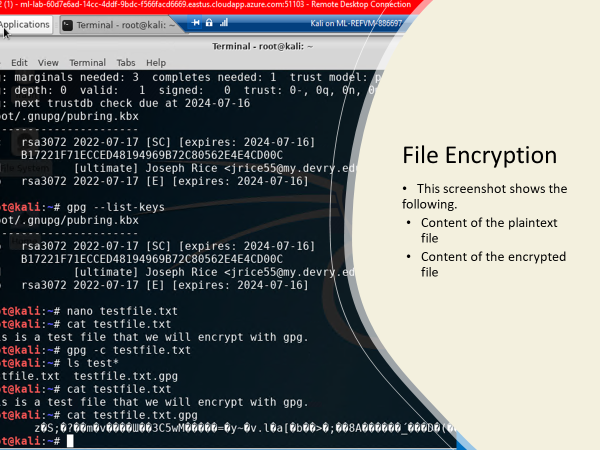 (1) - ml-lab-60d7e6ad-14cc-4ddf-9bdc-f566facd6669.eastus.cloudapp.azure.com:51103 - Remote Desktop Connection
Applications
Terminal - root@kali: ~
Kali on ML-REFVM-886697
Terminal - root@kali: ~
Edit View Terminal Tabs Help
: marginals needed: 3 completes needed: 1 trust model:
: depth: 0 valid: 1 signed: 0 trust: 0-, 0q, 0n, 0
: next trustdb check due at 2024-07-16
oot/.gnupg/pubring.kbx
---------------------
rsa3072 2022-07-17 [SC] [expires: 2024-07-16]
B17221F71ECCED48194969B72C80562E4E4CD00C
[ultimate] Joseph Rice <jrice55@my.devry.ed
rsa3072 2022-07-17 [E] [expires: 2024-07-16]
t@kali:~# gpg --list-keys
oot/.gnupg/pubring.kbx
---------------------
rsa3072 2022-07-17 [SC] [expires: 2024-07-16]
B17221F71ECCED48194969B72C80562E4E4CD00C
[ultimate] Joseph Rice <jrice55@my.devry.ed
rsa3072 2022-07-17 [E] [expires: 2024-07-16]
t@kali:~# nano testfile.txt
t@kali:~# cat testfile.txt
s is a test file that we will encrypt with gpg.
t@kali:~# gpg -c testfile.txt
t@kali:~# ls test*
tfile.txt testfile.txt.gpg
t@kali:~# cat testfile.txt
s is a test file that we will encrypt with gpg.
t@kali:~# cat testfile.txt.gpg
t@kali:~#
File Encryption
• This screenshot shows the
following.
• Content of the plaintext
file
• Content of the encrypted
file